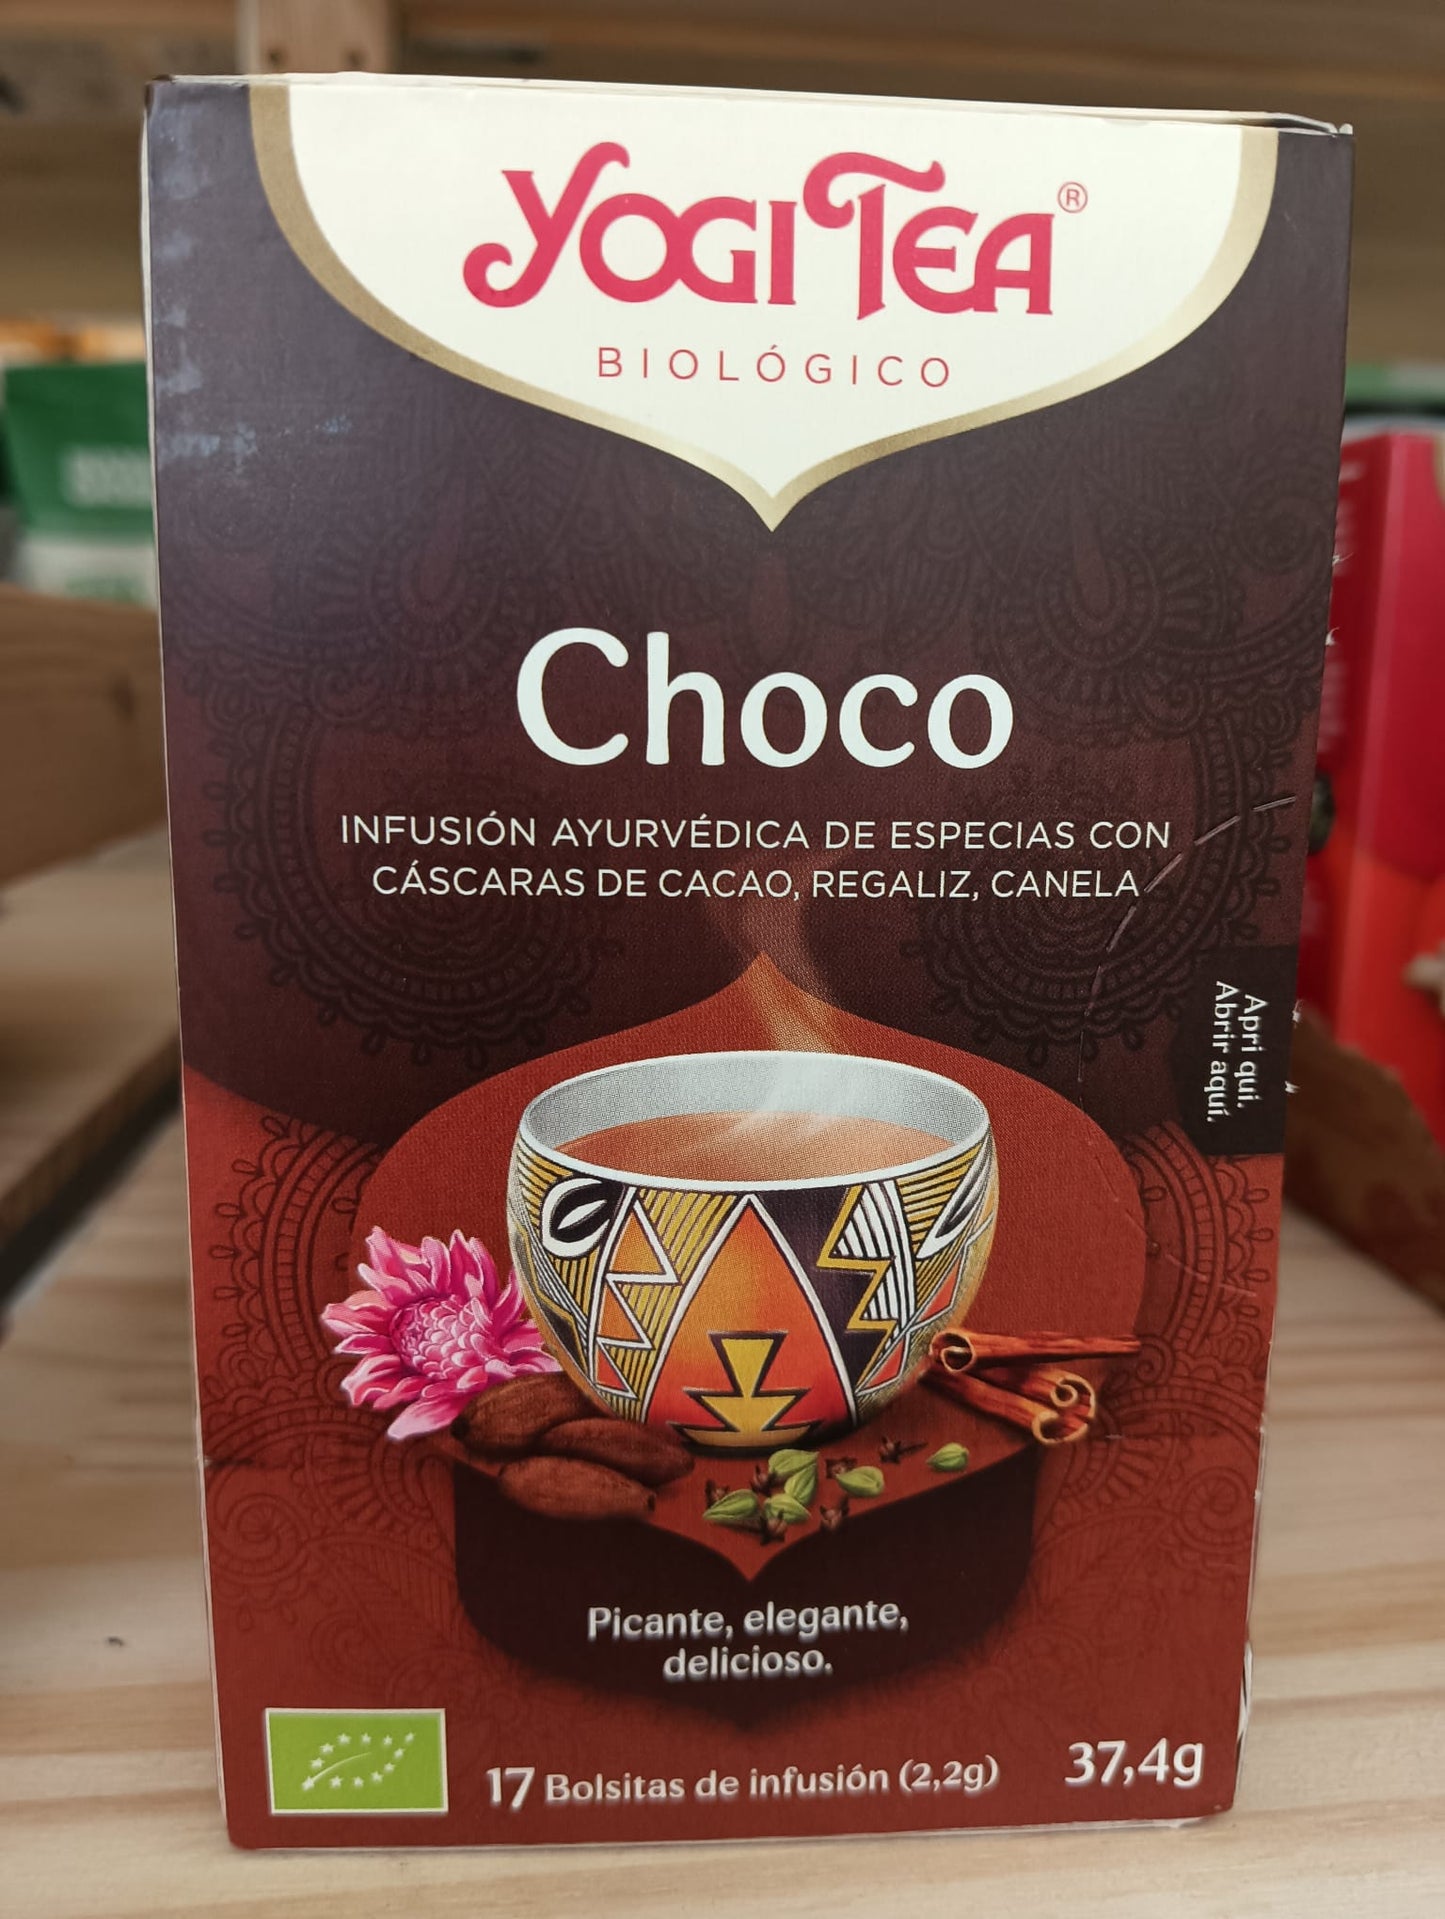 YOGI TEA®
BIOLÓGICO
Choco
INFUSIÓN AYURVÉDICA DE ESPECIAS CON
CÁSCARAS DE CACAO, REGALIZ, CANELA
Apri qui.
Abrir aquí.
Picante, elegante,
delicioso.
17 Bolsitas de infusión (2,2g)
37,4g